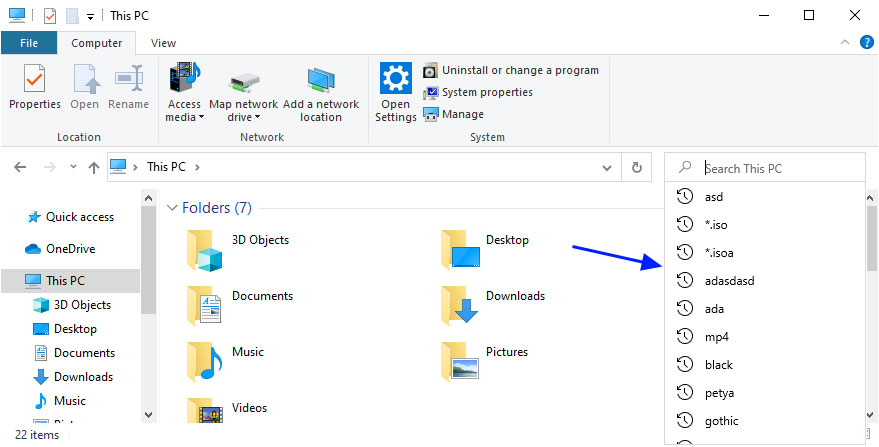 This PC
File Computer View
Properties Open Rename
Access media Map network drive Add a network location
Open Settings
Uninstall or change a program
System properties
Manage
Location Network System
This PC
Search This PC
Quick access
OneDrive
This PC
3D Objects
Desktop
Documents
Downloads
Music
Folders (7)
3D Objects
Desktop
Documents
Downloads
Music
Pictures
Videos
asd
*.iso
*.isoa
adasdasd
ada
mp4
black
petya
gothic
22 items